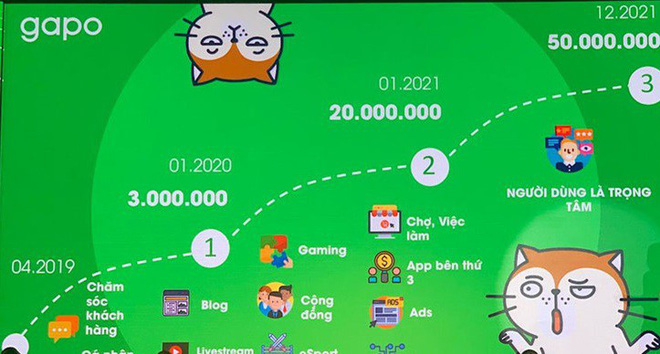 gapo
12.2021
50.000.000
3
01.2021
20.000.000
2
01.2020
3.000.000
1
04.2019
NGƯỜI DÙNG LÀ TRỌNG
TÂM
Chợ, Việc
làm
Gaming
App bên thứ
3
Chăm
sóc
khách
hàng
Blog
Cộng
đồng
Ads
ADS
Livestream
eSport